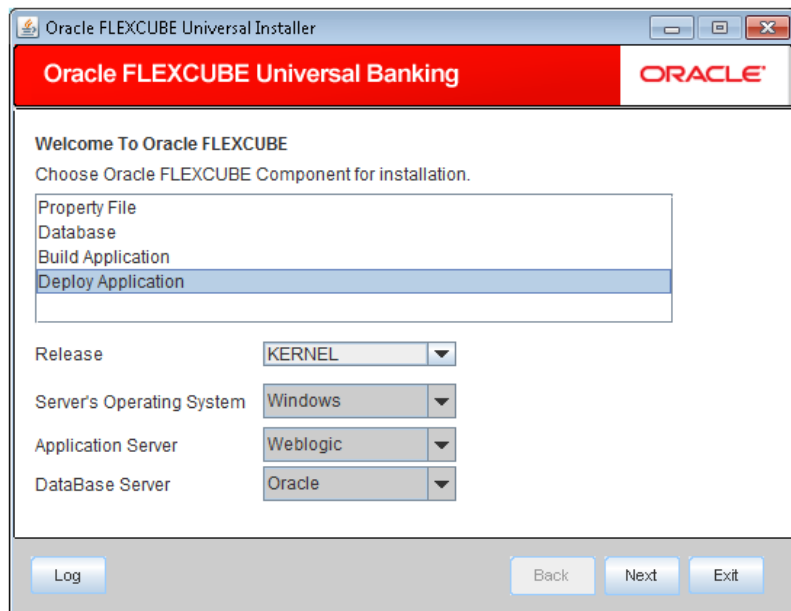 Oracle FLEXCUBE Universal Installer
Oracle FLEXCUBE Universal Banking
ORACLE
Welcome To Oracle FLEXCUBE
Choose Oracle FLEXCUBE Component for installation.
Property File
Database
Build Application
Deploy Application
Release KERNEL
Server's Operating System Windows
Application Server Weblogic
DataBase Server Oracle
Log Back Next Exit